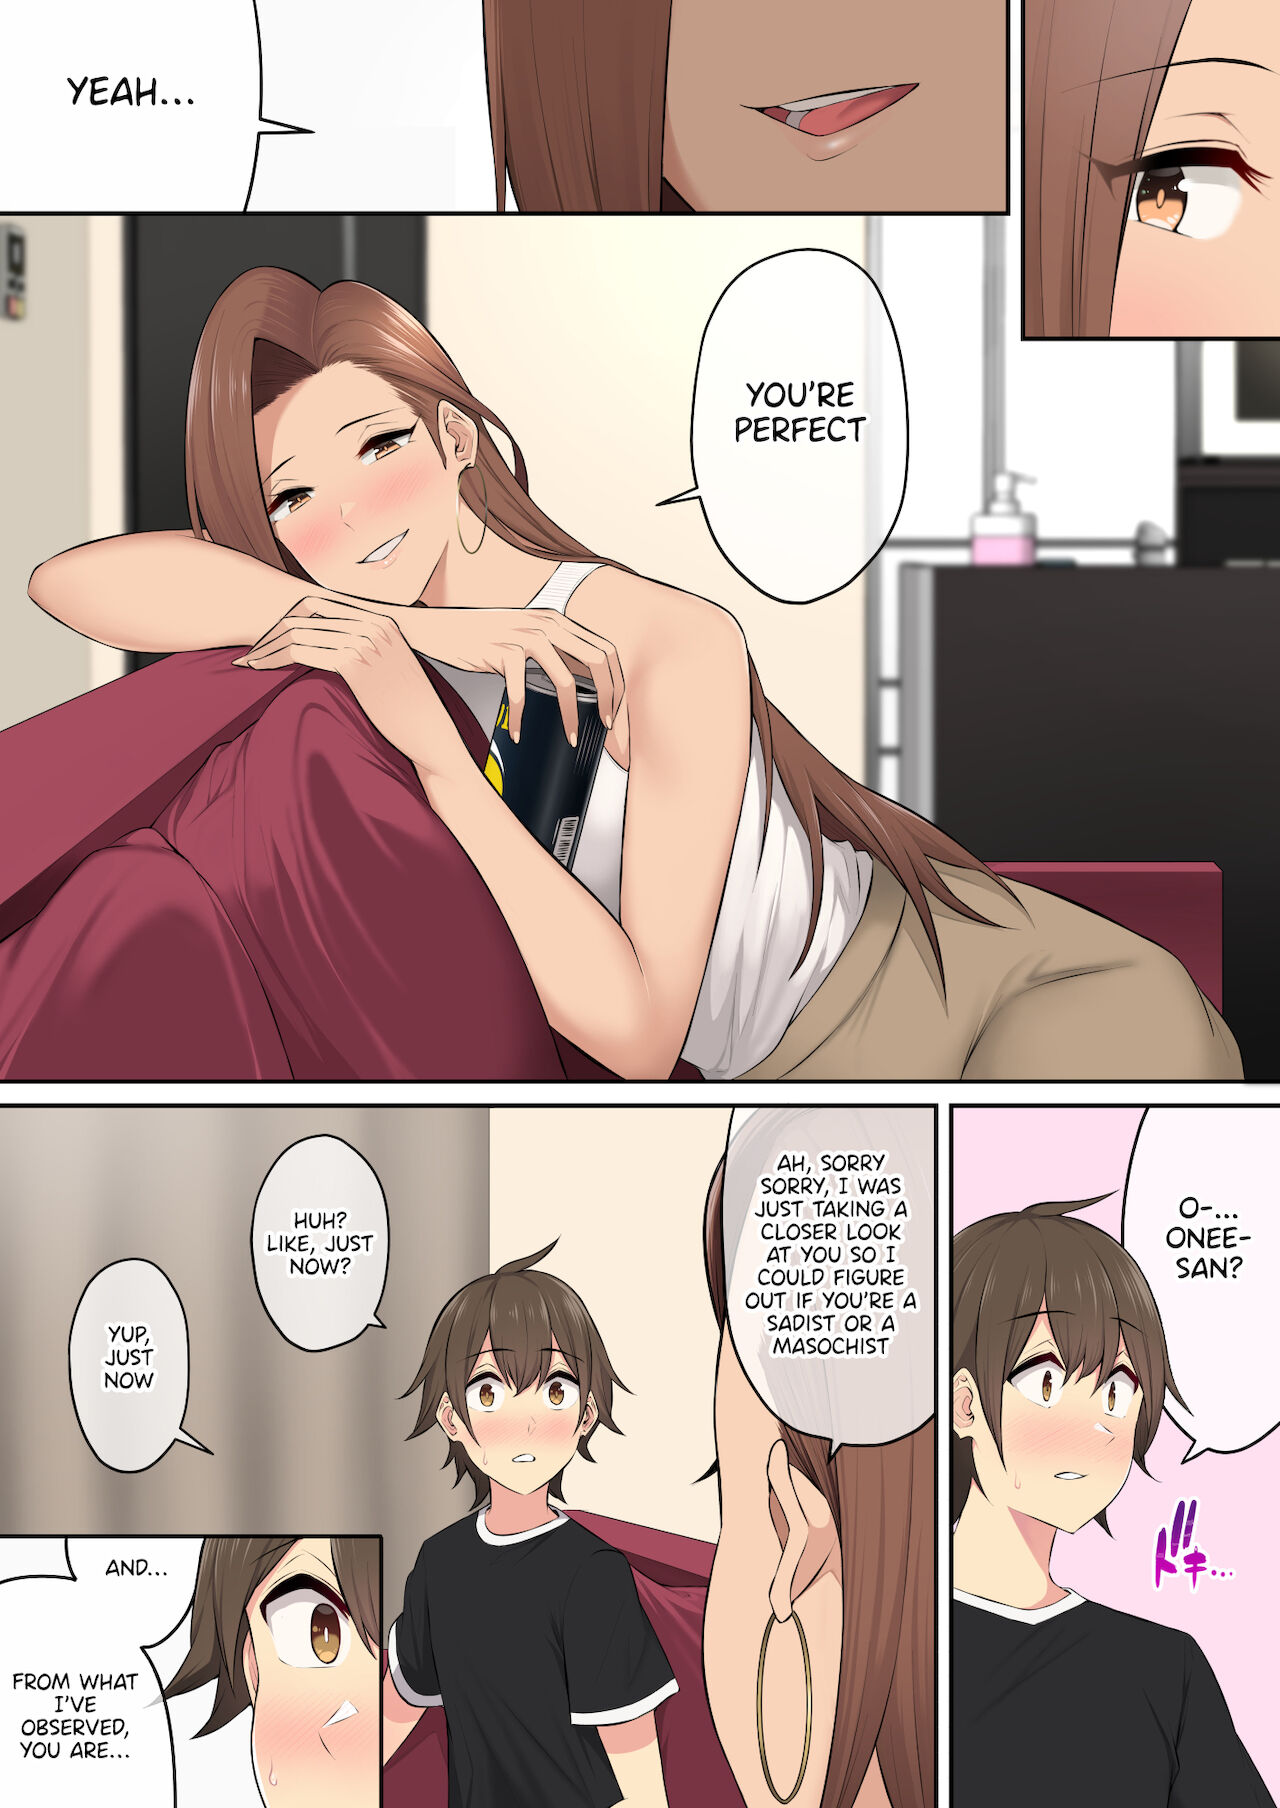 YEAH...
YOU'RE
PERFECT
O-...
ONEE-
SAN?
ドキ...
AH, SORRY
SORRY, I WAS
JUST TAKING A
CLOSER LOOK
AT YOU SO I
COULD FIGURE
OUT IF YOU'RE A
SADIST OR A
MASOCHIST
HUH?
LIKE, JUST
NOW?
YUP,
JUST
NOW
AND...
FROM WHAT
I'VE
OBSERVED,
YOU ARE...